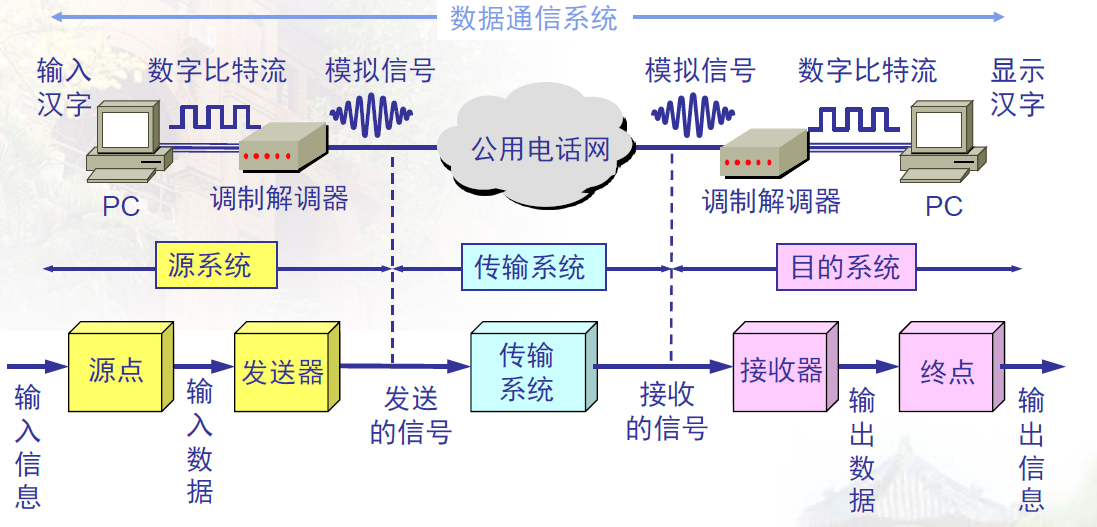 数据通信系统
输入
汉字
数字比特流
模拟信号
模拟信号
数字比特流
显示
汉字
公用电话网
PC
调制解调器
调制解调器
PC
源系统
传输系统
目的系统
源点
发送器
传输
系统
接收器
终点
输入信息
输入数据
发送
的信号
接收
的信号
输出数据
输出信息